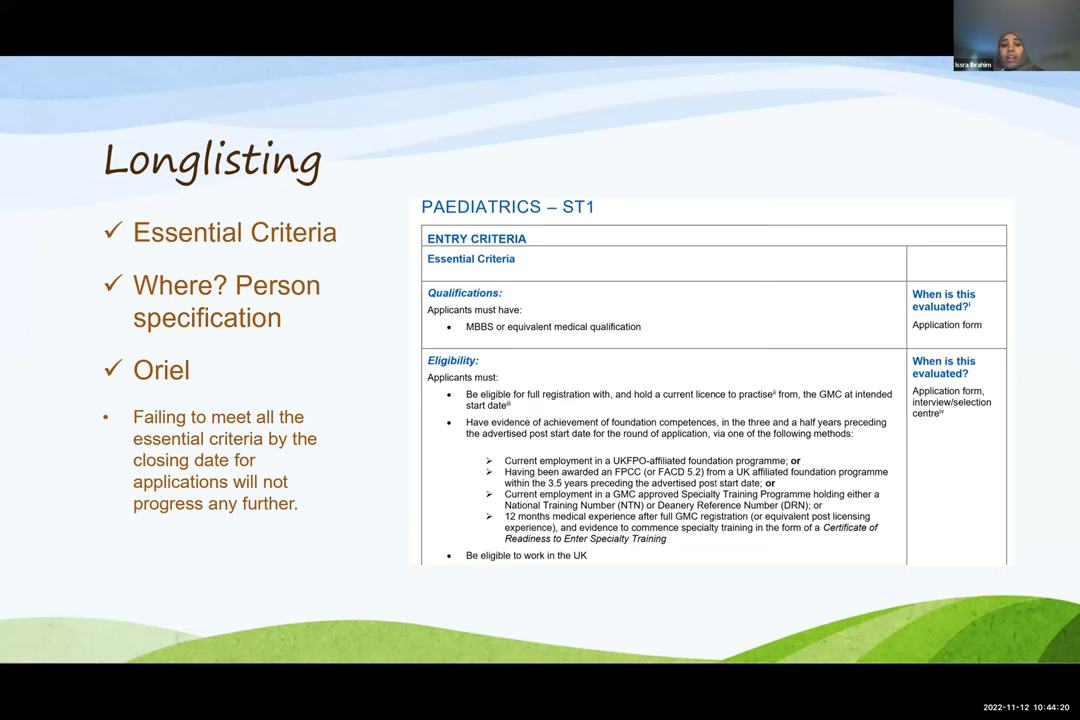 Issra Ibrahim
Longlisting
✓ Essential Criteria
✓ Where? Person
specification
✓ Oriel
• Failing to meet all the
essential criteria by the
closing date for
applications will not
progress any further.
PAEDIATRICS – ST1
ENTRY CRITERIA
Essential Criteria
Qualifications:
Applicants must have:
• MBBS or equivalent medical qualification
When is this
evaluated?i
Application form
Eligibility:
Applicants must:
• Be eligible for full registration with, and hold a current licence to practiseii from, the GMC at intended
start dateiii
• Have evidence of achievement of foundation competences, in the three and a half years preceding
the advertised post start date for the round of application, via one of the following methods:
➢ Current employment in a UKFPO-affiliated foundation programme; or
➢ Having been awarded an FPCC (or FACD 5.2) from a UK affiliated foundation programme
within the 3.5 years preceding the advertised post start date; or
➢ Current employment in a GMC approved Specialty Training Programme holding either a
National Training Number (NTN) or Deanery Reference Number (DRN); or
➢ 12 months medical experience after full GMC registration (or equivalent post licensing
experience), and evidence to commence specialty training in the form of a Certificate of
Readiness to Enter Specialty Training
• Be eligible to work in the UK
When is this
evaluated?
Application form,
interview/selection
centreiv
2022-11-12 10:44:20